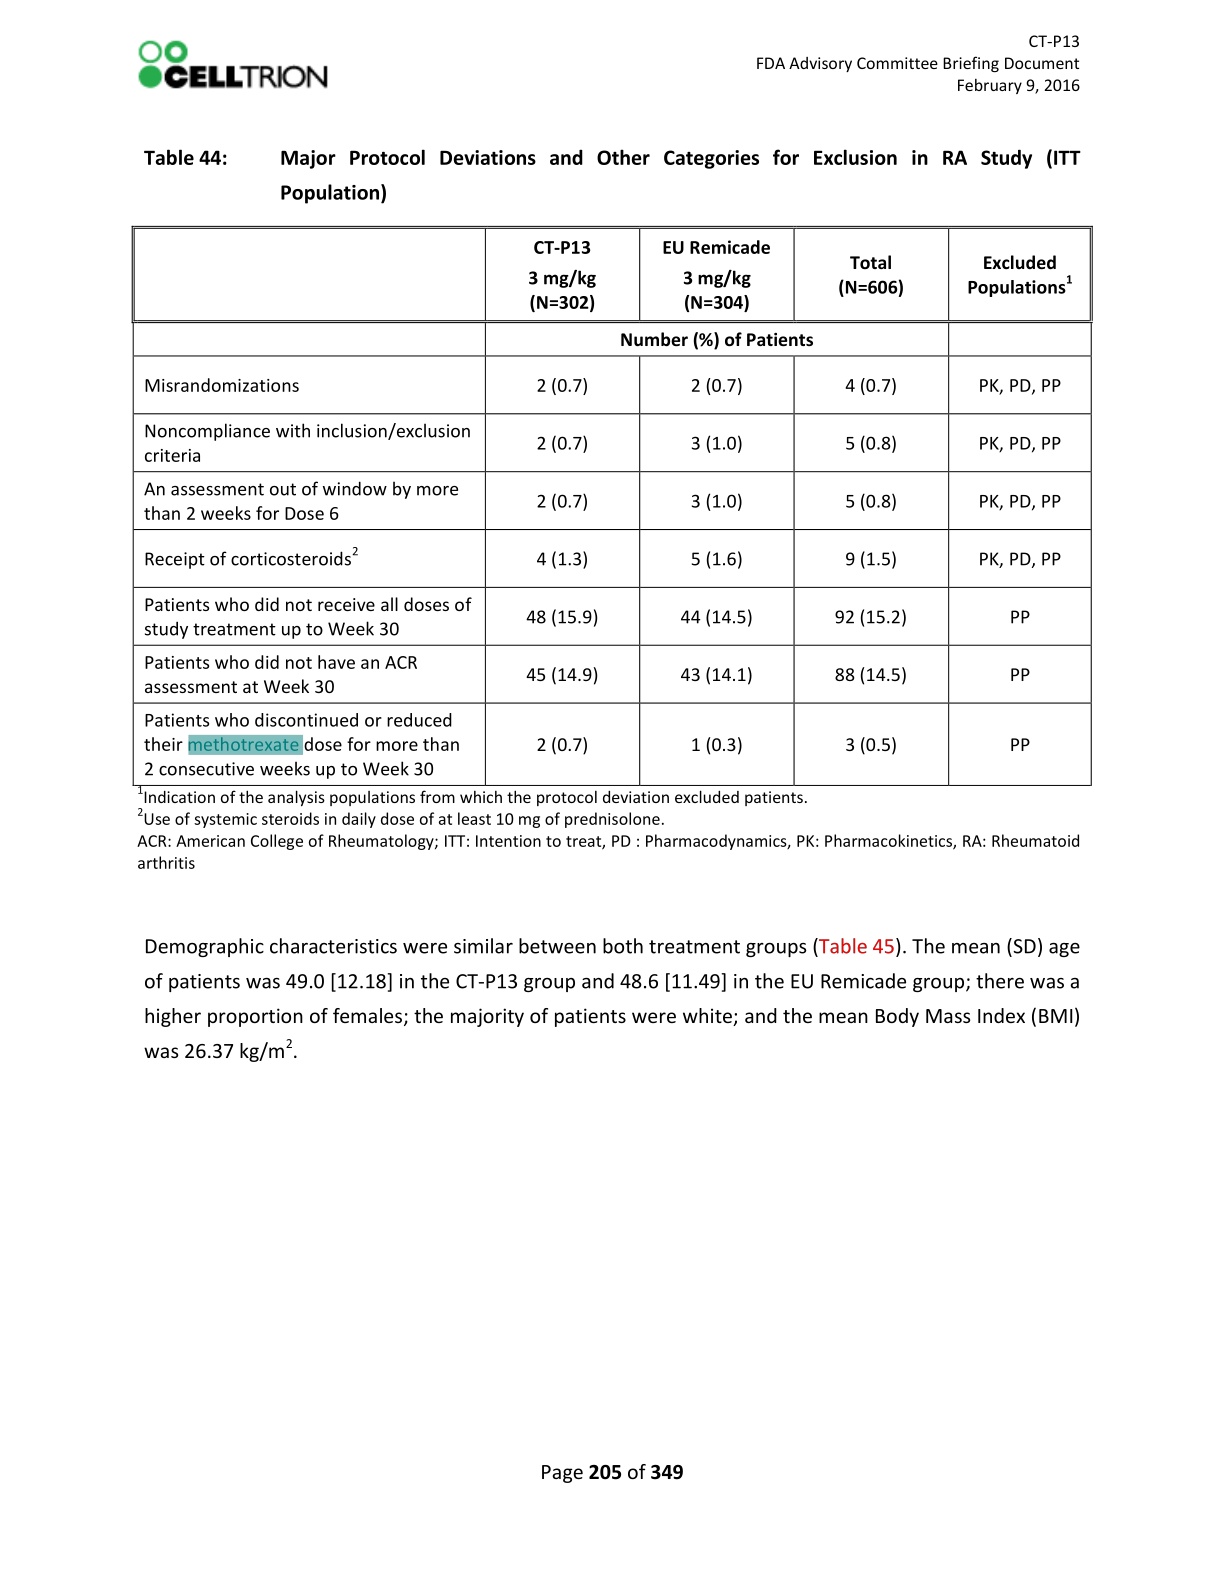 CELLTRION
CT-P13
FDA Advisory Committee Briefing Document
February 9, 2016
Table 44: Major Protocol Deviations and Other Categories for Exclusion in RA Study (ITT
Population)
CT-P13
3 mg/kg
(N=302)
EU Remicade
3 mg/kg
(N=304)
Total
(N=606)
Excluded
Populations1
Number (%) of Patients
Misrandomizations 2 (0.7) 2 (0.7) 4 (0.7) PK, PD, PP
Noncompliance with inclusion/exclusion
criteria
2 (0.7) 3 (1.0) 5 (0.8) PK, PD, PP
An assessment out of window by more
than 2 weeks for Dose 6
2 (0.7) 3 (1.0) 5 (0.8) PK, PD, PP
Receipt of corticosteroids2 4 (1.3) 5 (1.6) 9 (1.5) PK, PD, PP
Patients who did not receive all doses of
study treatment up to Week 30
48 (15.9) 44 (14.5) 92 (15.2) PP
Patients who did not have an ACR
assessment at Week 30
45 (14.9) 43 (14.1) 88 (14.5) PP
Patients who discontinued or reduced
their methotrexate dose for more than
2 consecutive weeks up to Week 30
2 (0.7) 1 (0.3) 3 (0.5) PP
1Indication of the analysis populations from which the protocol deviation excluded patients.
2Use of systemic steroids in daily dose of at least 10 mg of prednisolone.
ACR: American College of Rheumatology; ITT: Intention to treat, PD : Pharmacodynamics, PK: Pharmacokinetics, RA: Rheumatoid
arthritis
Demographic characteristics were similar between both treatment groups (Table 45). The mean (SD) age
of patients was 49.0 [12.18] in the CT-P13 group and 48.6 [11.49] in the EU Remicade group; there was a
higher proportion of females; the majority of patients were white; and the mean Body Mass Index (BMI)
was 26.37 kg/m2.
Page 205 of 349